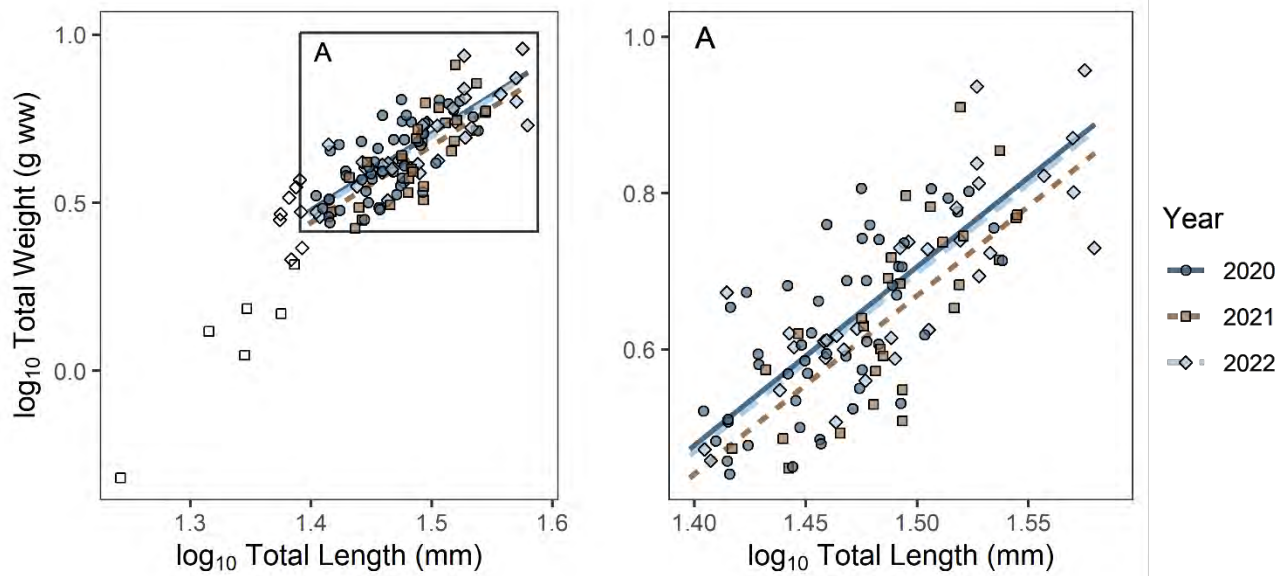 log₁₀ Total Weight (g ww)
1.0
0.5
0.0
A
1.3 1.4 1.5 1.6
log₁₀ Total Length (mm)
A
1.0
0.8
0.6
1.40 1.45 1.50 1.55
log₁₀ Total Length (mm)
Year
2020
2021
2022